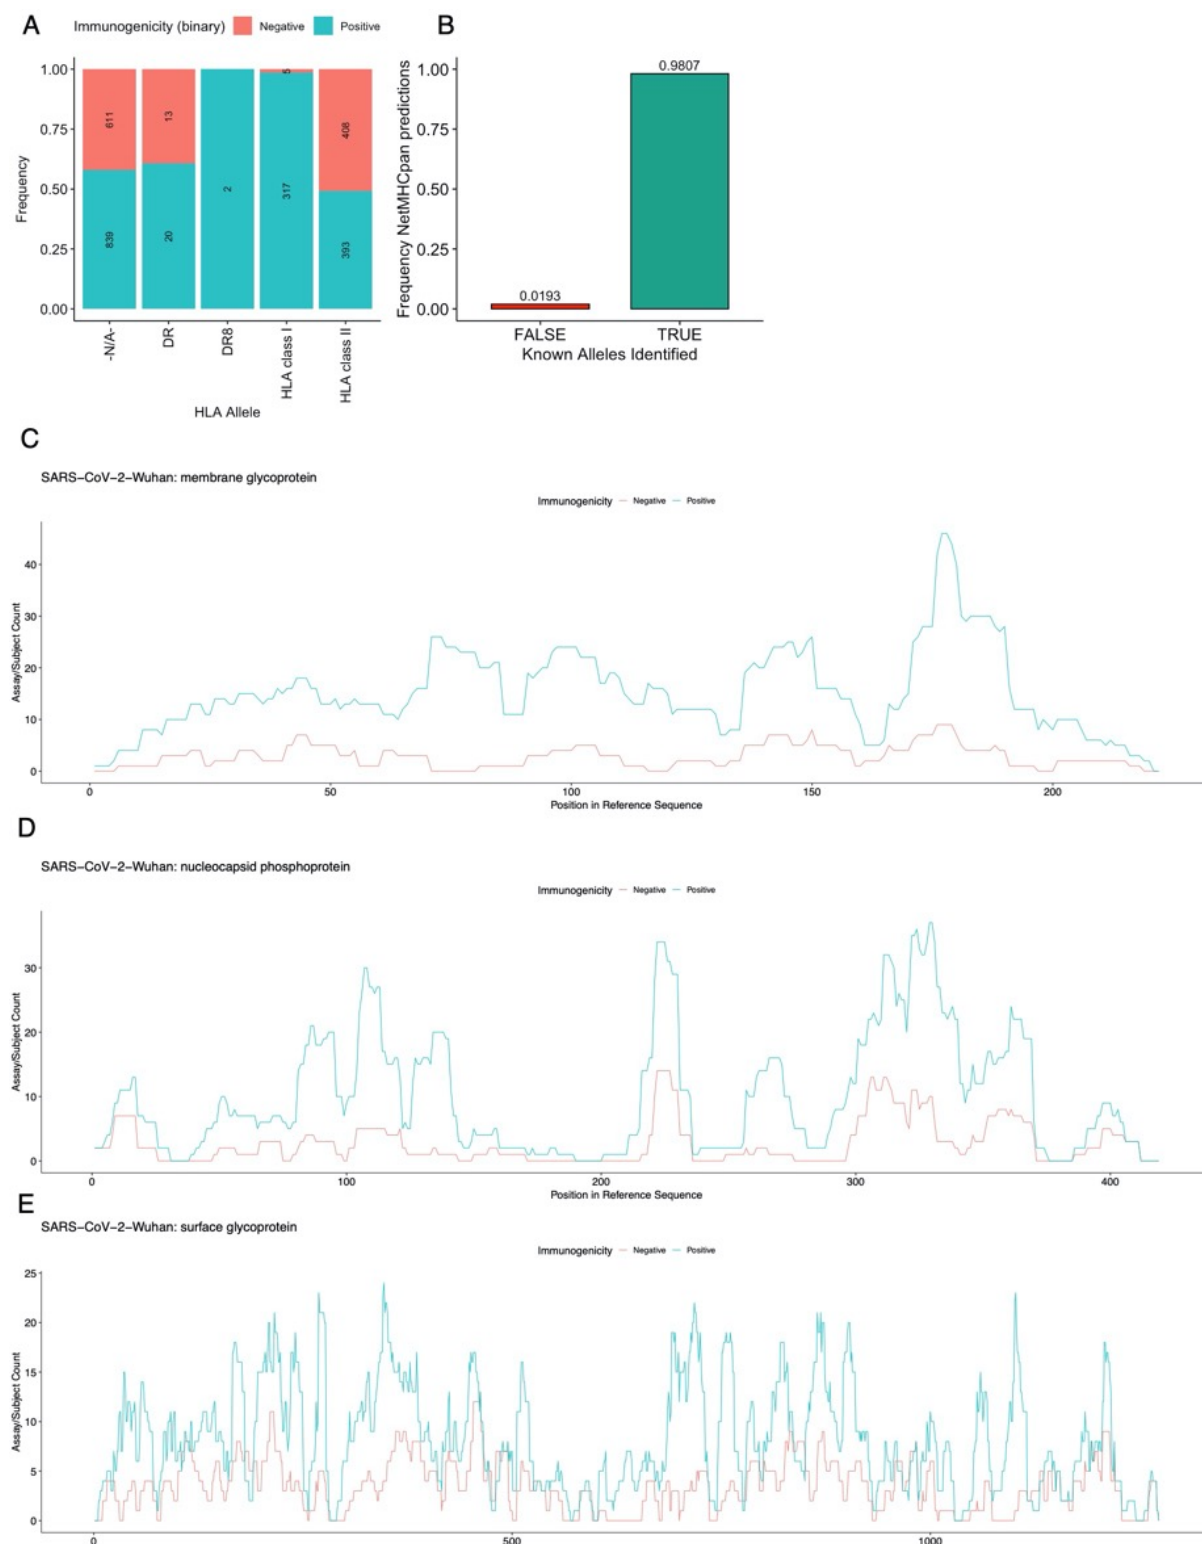 A
B
Immunogenicity (binary) Negative Positive
Frequency
1.00
0.75
0.50
0.25
0.00
611
839
13
20
2
5
317
408
393
-N/A-
DR
DR8
HLA class I
HLA class II
HLA Allele
Frequency NetMHCpan predictions
1.00
0.75
0.50
0.25
0.00
0.0193
0.9807
FALSE TRUE
Known Alleles Identified
C
SARS−CoV−2−Wuhan: membrane glycoprotein
Immunogenicity Negative Positive
Assay/Subject Count
40
30
20
10
0
0 50 100 150 200
Position in Reference Sequence
D
SARS−CoV−2−Wuhan: nucleocapsid phosphoprotein
Immunogenicity Negative Positive
Assay/Subject Count
30
20
10
0
0 100 200 300 400
Position in Reference Sequence
E
SARS−CoV−2−Wuhan: surface glycoprotein
Immunogenicity Negative Positive
Assay/Subject Count
25
20
15
10
5
0
0 500 1000